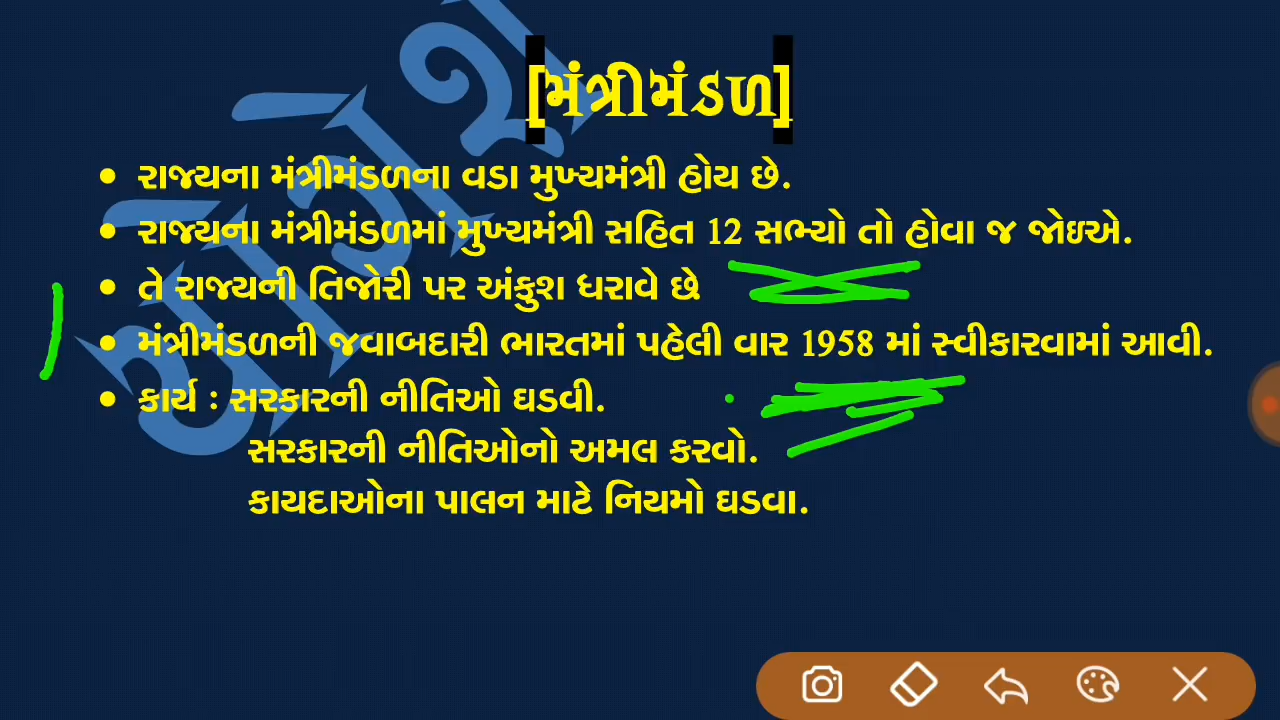 [મંત્રીમંડળ]
• રાજ્યના મંત્રીમંડળના વડા મુખ્યમંત્રી હોય છે.
• રાજ્યના મંત્રીમંડળમાં મુખ્યમંત્રી સહિત 12 સભ્યો તો હોવા જ જોઇએ.
• તે રાજ્યની તિજોરી પર અંકુશ ધરાવે છે
• મંત્રીમંડળની જવાબદારી ભારતમાં પહેલી વાર 1958 માં સ્વીકારવામાં આવી.
• કાર્ય : સરકારની નીતિઓ ઘડવી.
સરકારની નીતિઓનો અમલ કરવો.
કાયદાઓના પાલન માટે નિયમો ઘડવા.